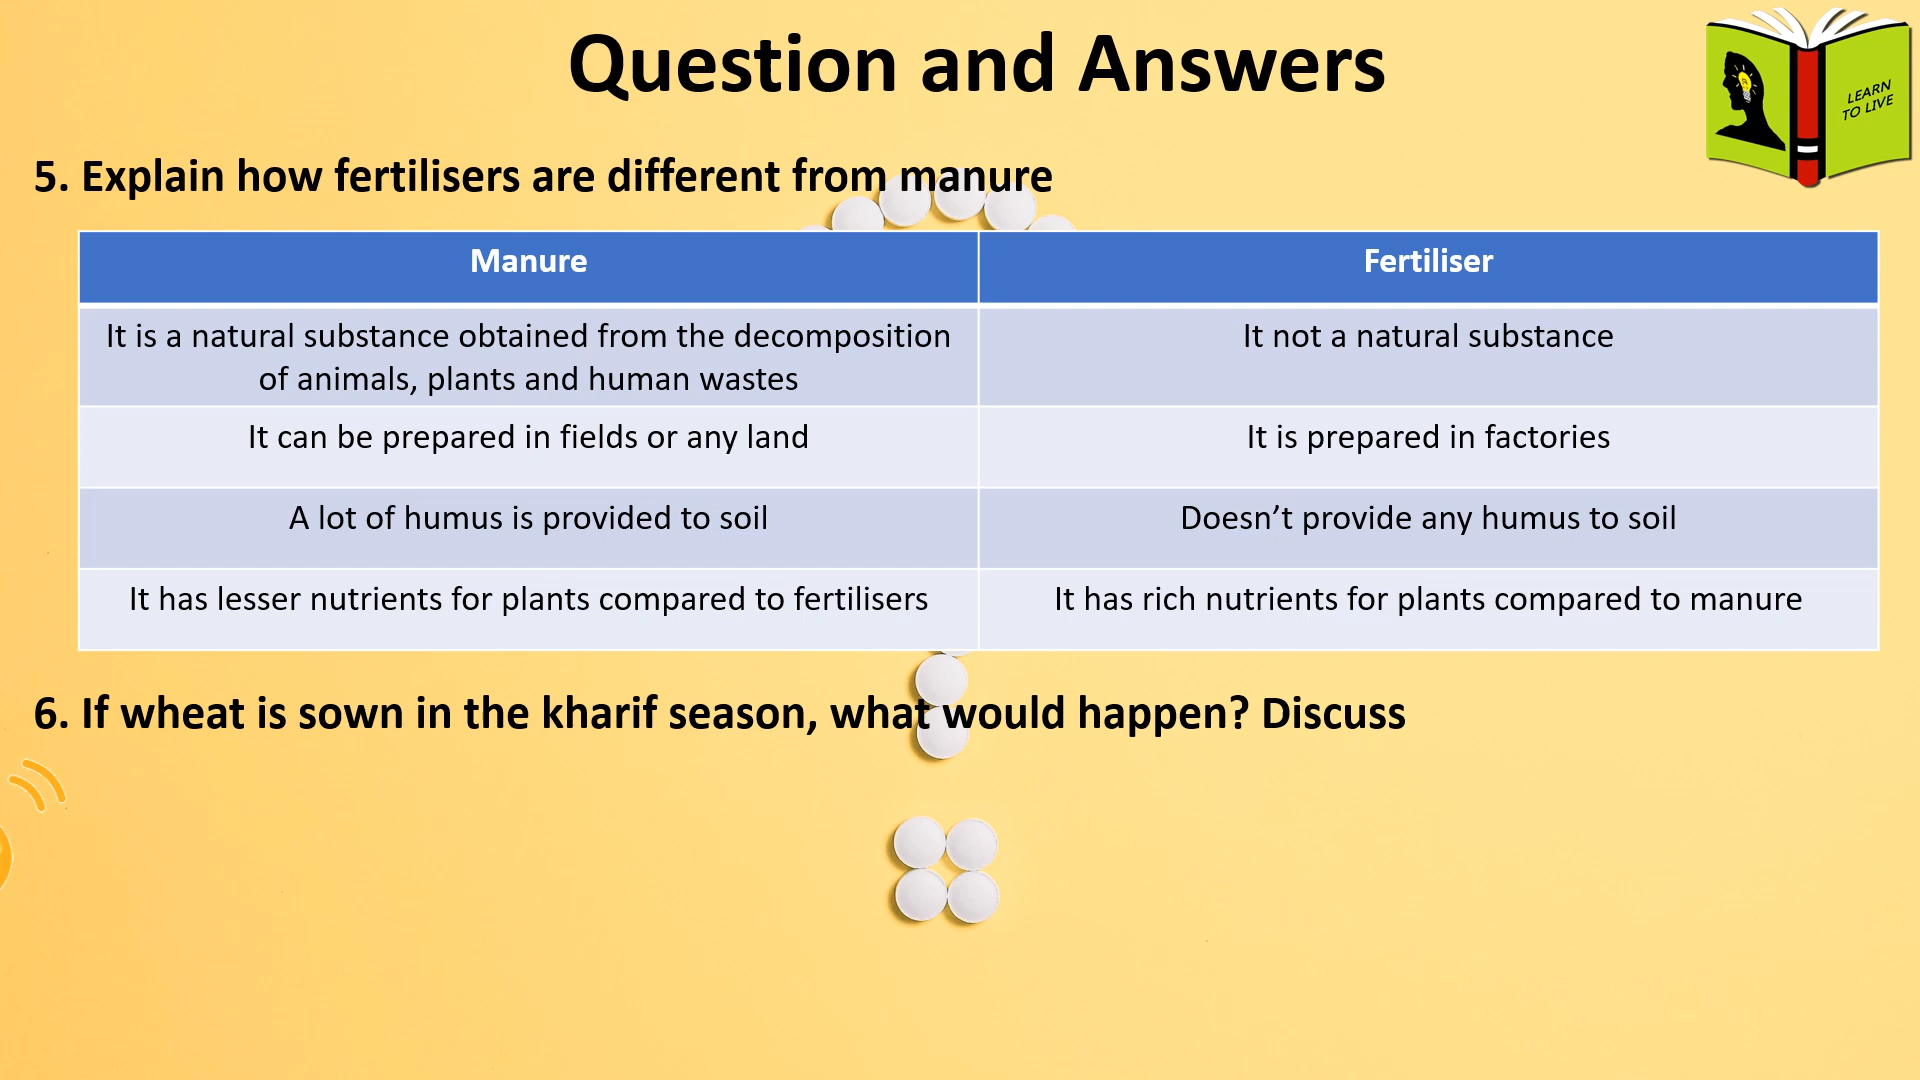 Question and Answers
LEARN
TO LIVE
5. Explain how fertilisers are different from manure
Manure
Fertiliser
It is a natural substance obtained from the decomposition
of animals, plants and human wastes
It not a natural substance
It can be prepared in fields or any land
It is prepared in factories
A lot of humus is provided to soil
Doesn’t provide any humus to soil
It has lesser nutrients for plants compared to fertilisers
It has rich nutrients for plants compared to manure
6. If wheat is sown in the kharif season, what would happen? Discuss